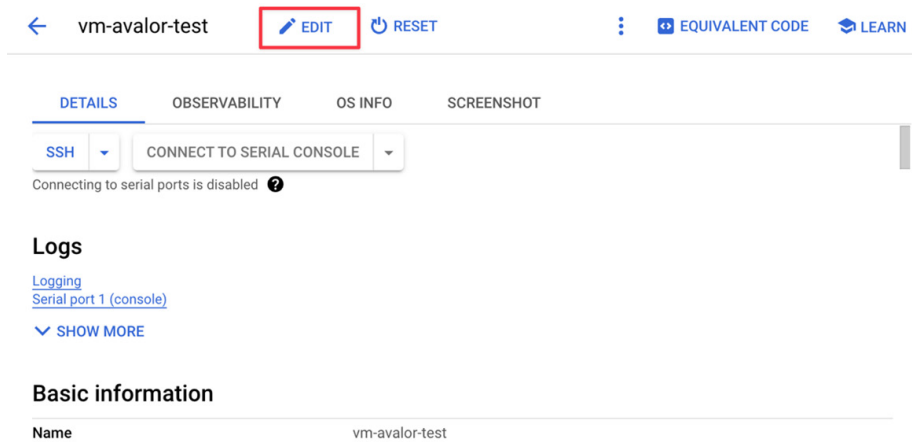 vm-avalor-test EDIT RESET EQUIVALENT CODE LEARN
DETAILS OBSERVABILITY OS INFO SCREENSHOT
SSH CONNECT TO SERIAL CONSOLE
Connecting to serial ports is disabled ?
Logs
Logging
Serial port 1 (console)
SHOW MORE
Basic information
Name vm-avalor-test